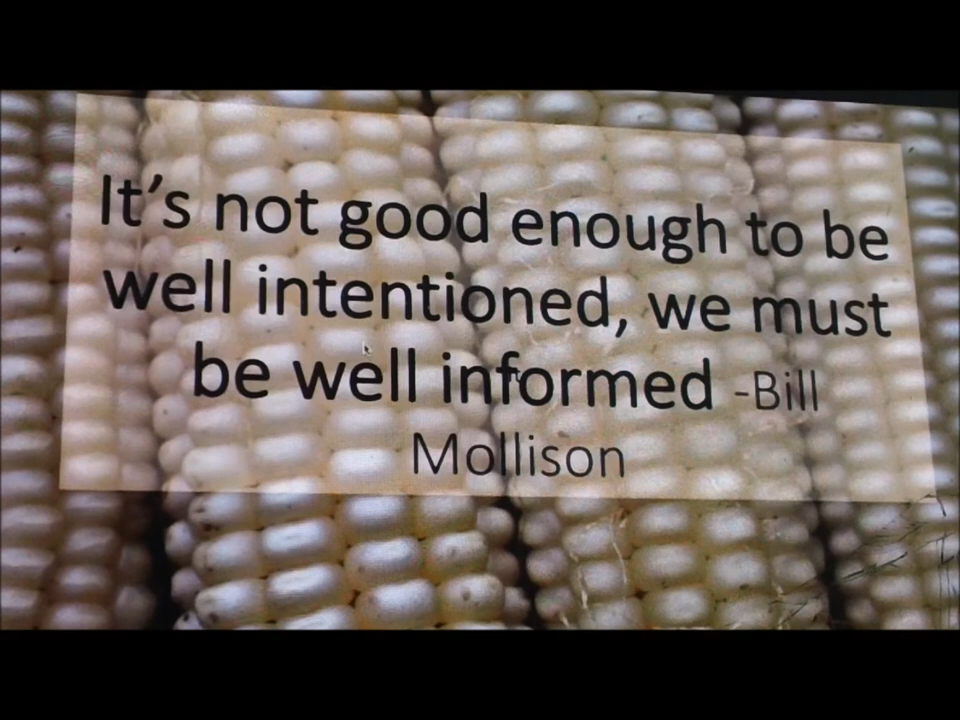 It's not good enough to be
well intentioned, we must
be well informed -Bill
Mollison